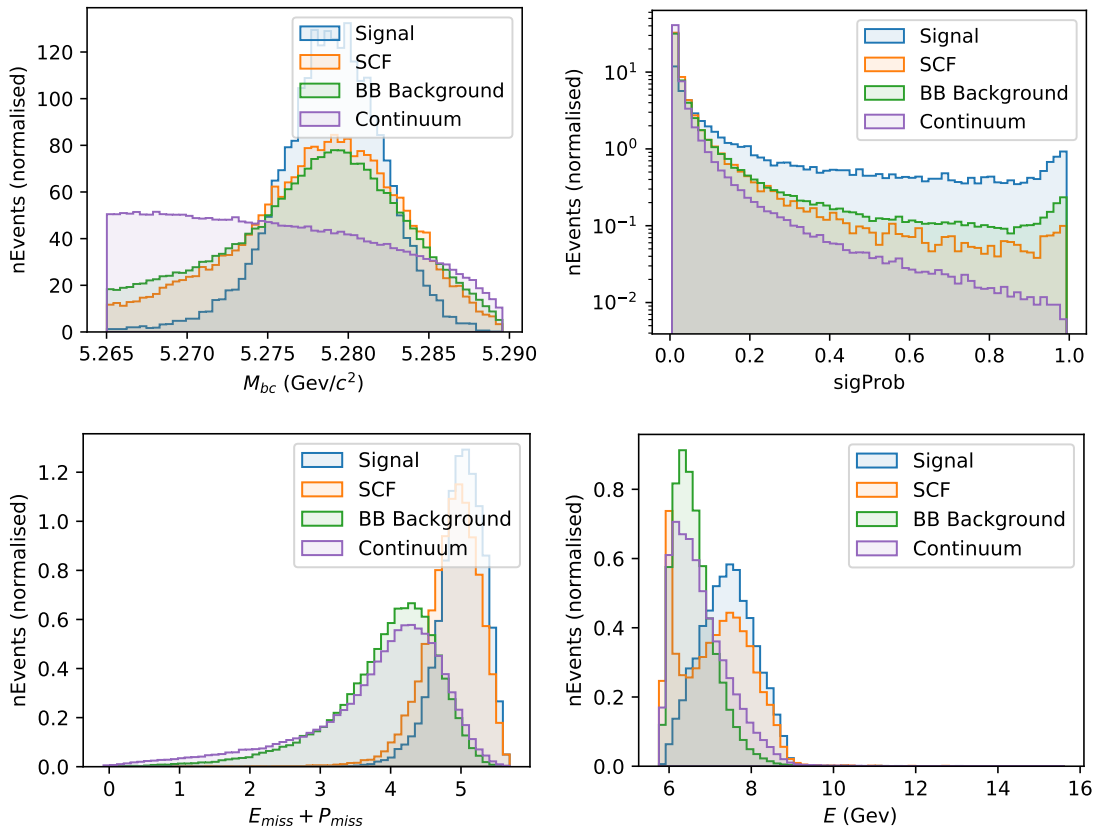 nEvents (normalised)
120
100
80
60
40
20
0
Signal
SCF
BB Background
Continuum
5.265 5.270 5.275 5.280 5.285 5.290
M_bc (Gev/c²)
nEvents (normalised)
10¹
10⁰
10⁻¹
10⁻²
Signal
SCF
BB Background
Continuum
0.0 0.2 0.4 0.6 0.8 1.0
sigProb
nEvents (normalised)
1.2
1.0
0.8
0.6
0.4
0.2
0.0
Signal
SCF
BB Background
Continuum
0 1 2 3 4 5
E_miss + P_miss
nEvents (normalised)
0.8
0.6
0.4
0.2
0.0
Signal
SCF
BB Background
Continuum
6 8 10 12 14 16
E (Gev)